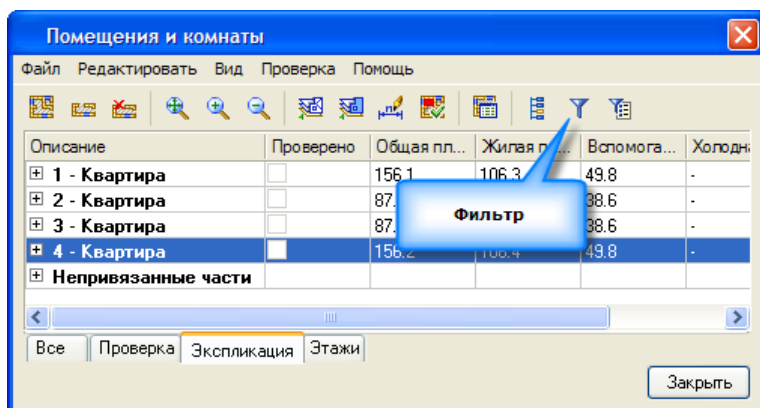 Помещения и комнаты
Файл Редактировать Вид Проверка Помощь
Описание Проверено Общая пл... Жилая п... Вспомога... Холодн
1 - Квартира 156.1 106.3 49.8 -
2 - Квартира 87. 38.6 -
3 - Квартира 87. 38.6 -
Фильтр
4 - Квартира 156.2 106.4 49.8 -
Непривязанные части
Все Проверка Экспликация Этажи
Закрыть